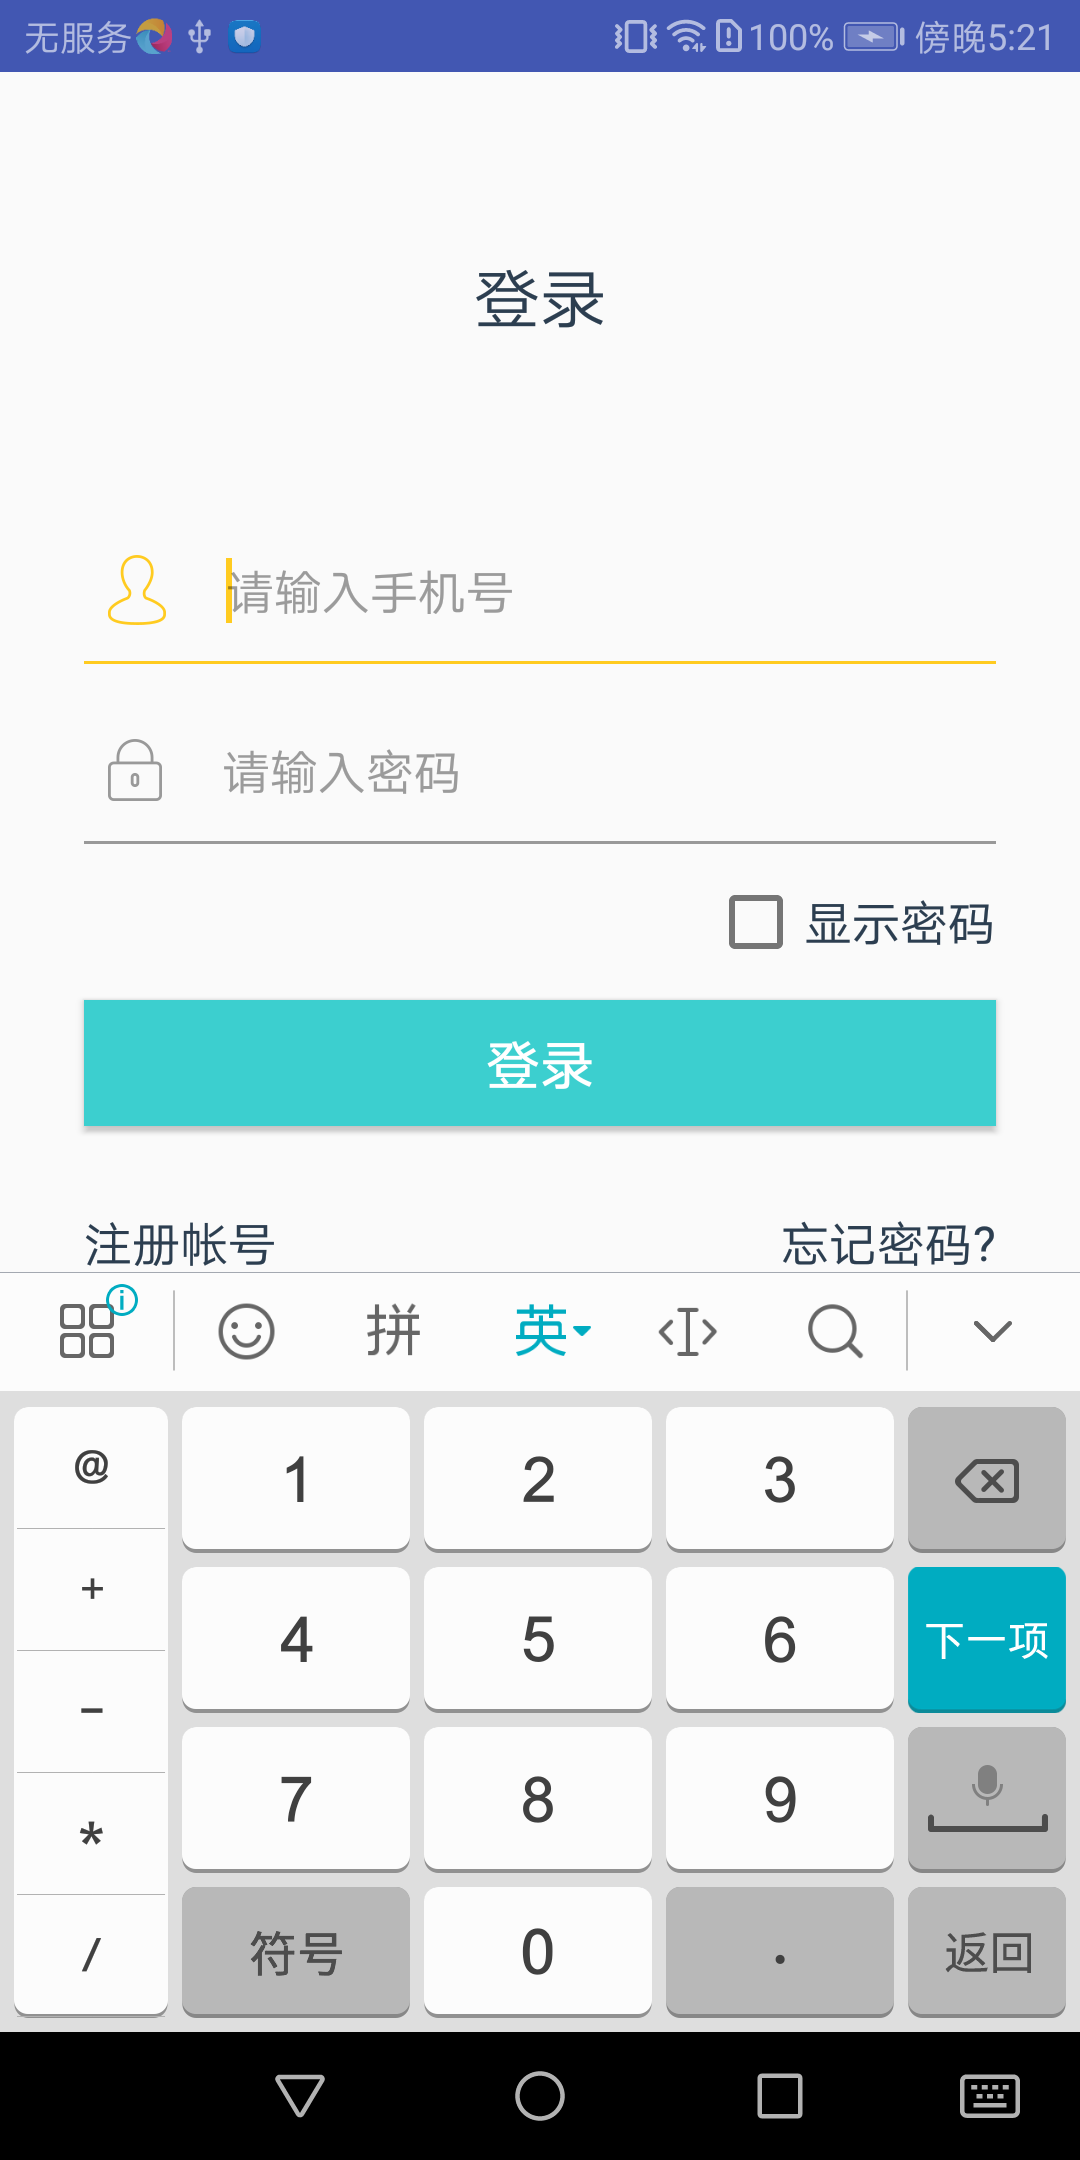 无服务 100% 傍晚5:21
登录
请输入手机号
请输入密码
显示密码
登录
注册帐号 忘记密码?
拼 英
@ 1 2 3
+ 4 5 6 下一项
- 7 8 9
*
/ 符号 0 . 返回